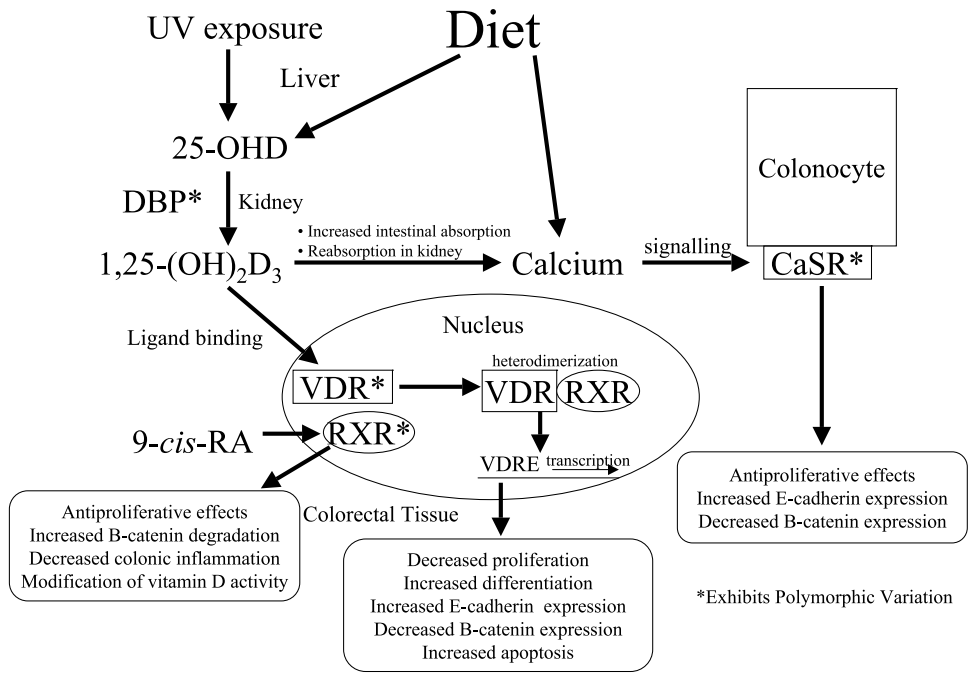 UV exposure
Diet
Liver
25-OHD
DBP*
Kidney
• Increased intestinal absorption
• Reabsorption in kidney
1,25-(OH)₂D₃
Calcium
signalling
Colonocyte
CaSR*
Ligand binding
Nucleus
heterodimerization
VDR*
VDR
RXR
9-cis-RA
RXR*
VDRE
transcription
Colorectal Tissue
Antiproliferative effects
Increased B-catenin degradation
Decreased colonic inflammation
Modification of vitamin D activity
Decreased proliferation
Increased differentiation
Increased E-cadherin expression
Decreased B-catenin expression
Increased apoptosis
Antiproliferative effects
Increased E-cadherin expression
Decreased B-catenin expression
*Exhibits Polymorphic Variation